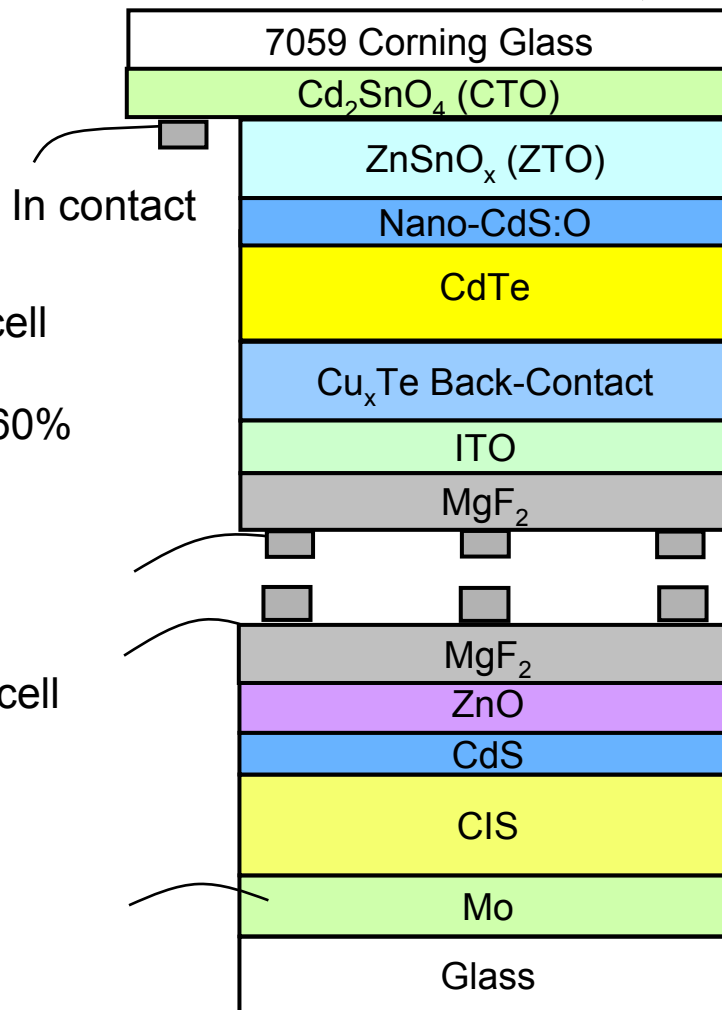 7059 Corning Glass
Cd₂SnO₄ (CTO)
ZnSnOₓ (ZTO)
In contact
Nano-CdS:O
CdTe
cell
CuₓTe Back-Contact
60%
ITO
MgF₂
MgF₂
cell
ZnO
CdS
CIS
Mo
Glass